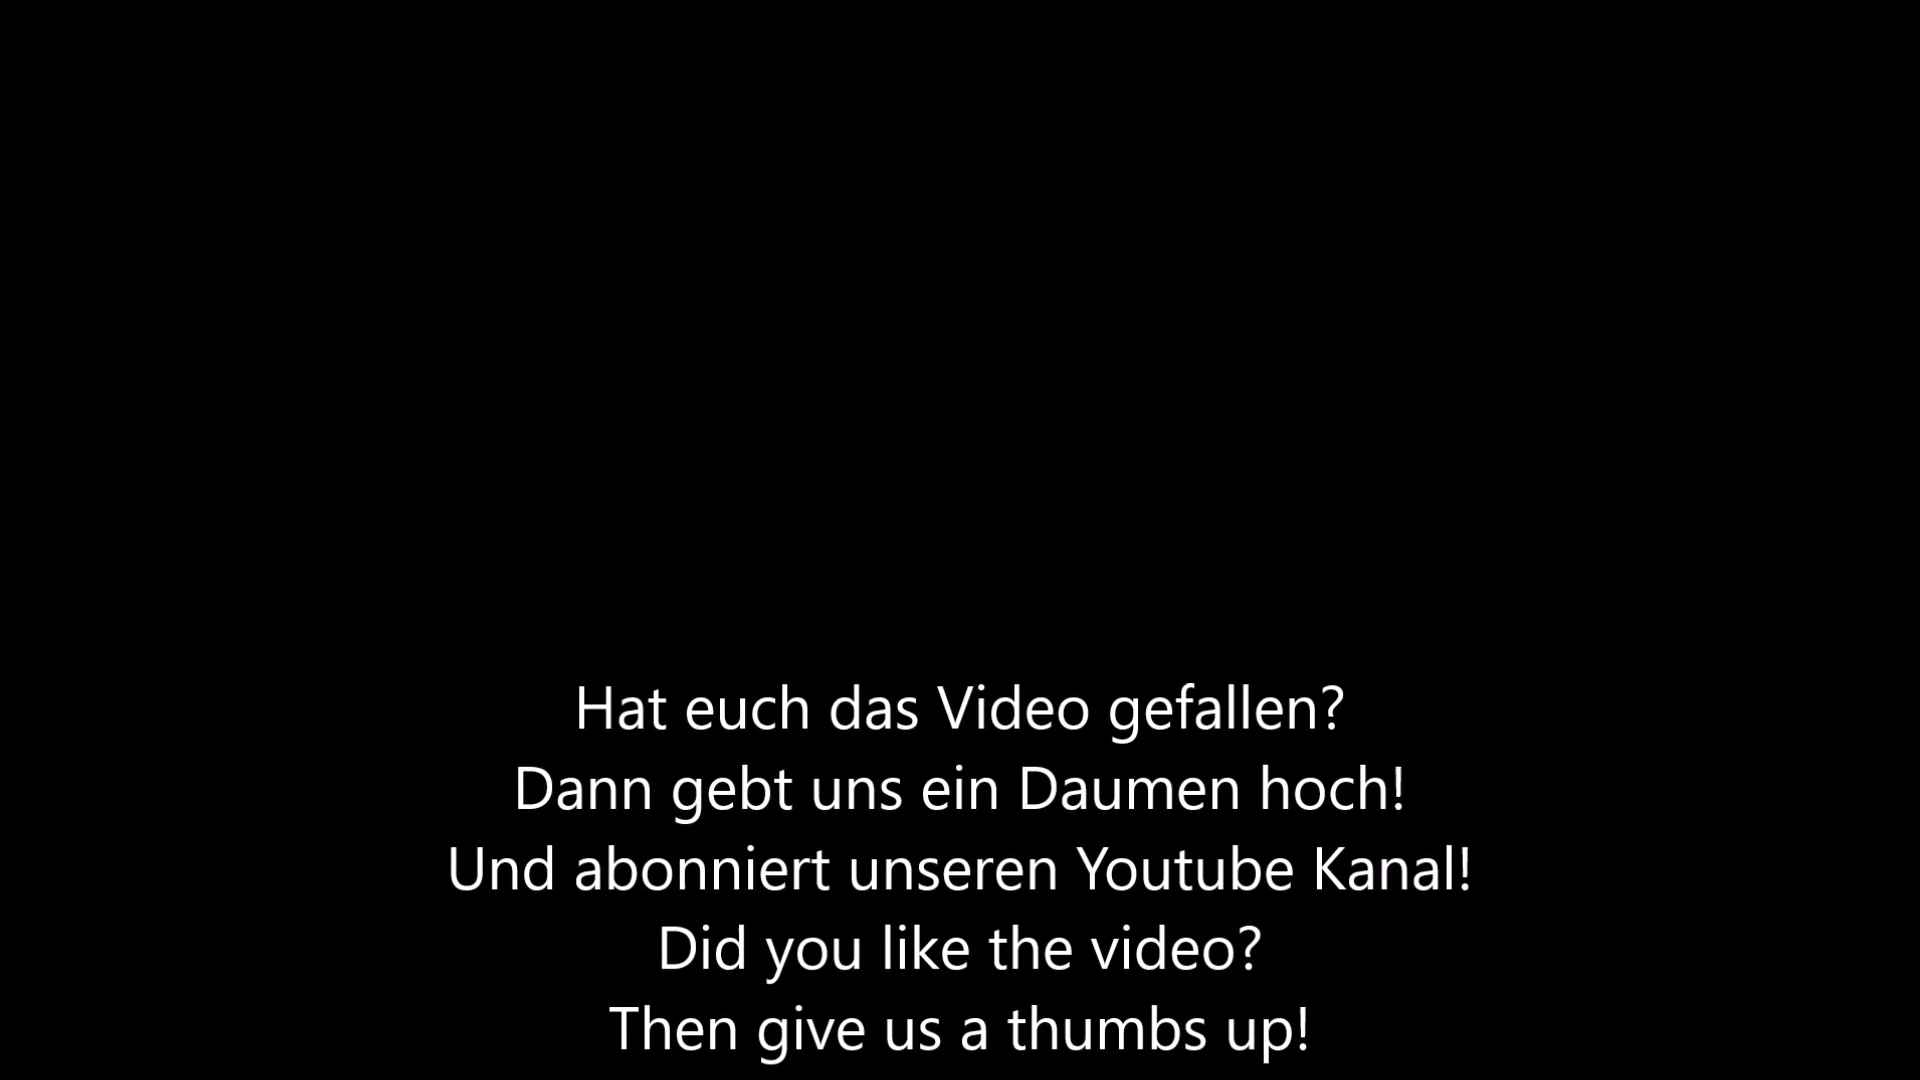 Hat euch das Video gefallen?
Dann gebt uns ein Daumen hoch!
Und abonniert unseren Youtube Kanal!
Did you like the video?
Then give us a thumbs up!